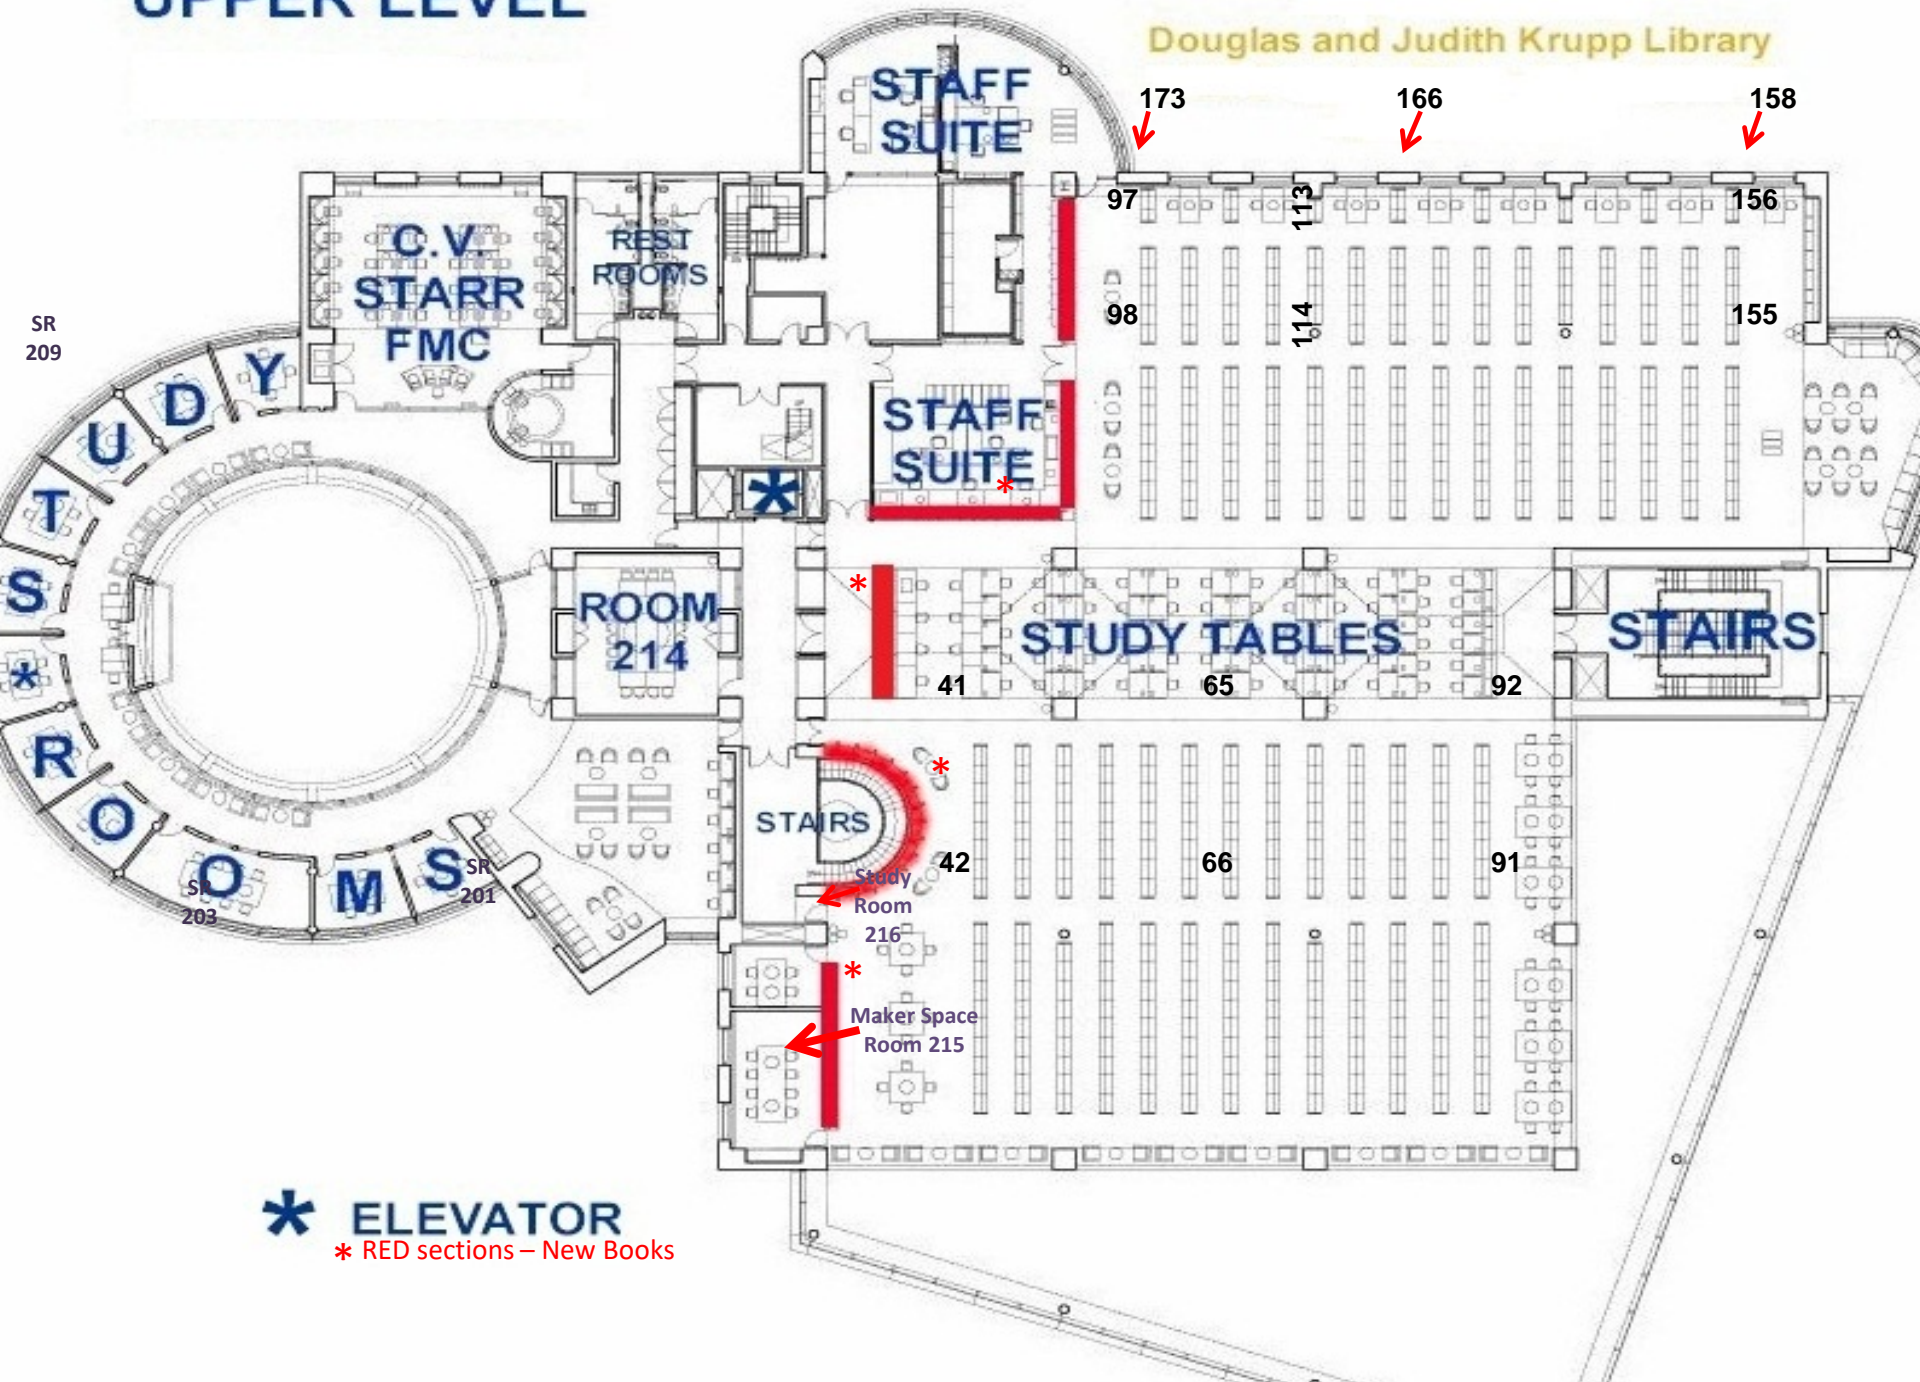 UPPER LEVEL
Douglas and Judith Krupp Library
173
166
158
STAFF
SUITE
97
113
156
C.V.
STARR
FMC
REST
ROOMS
98
114
155
SR
209
STAFF
SUITE
*
*
S T U D Y
* R O O M S
ROOM
214
*
STUDY TABLES
STAIRS
41
65
92
*
STAIRS
42
66
91
SR
203
SR
201
Study
Room
216
*
Maker Space
Room 215
* ELEVATOR
* RED sections – New Books